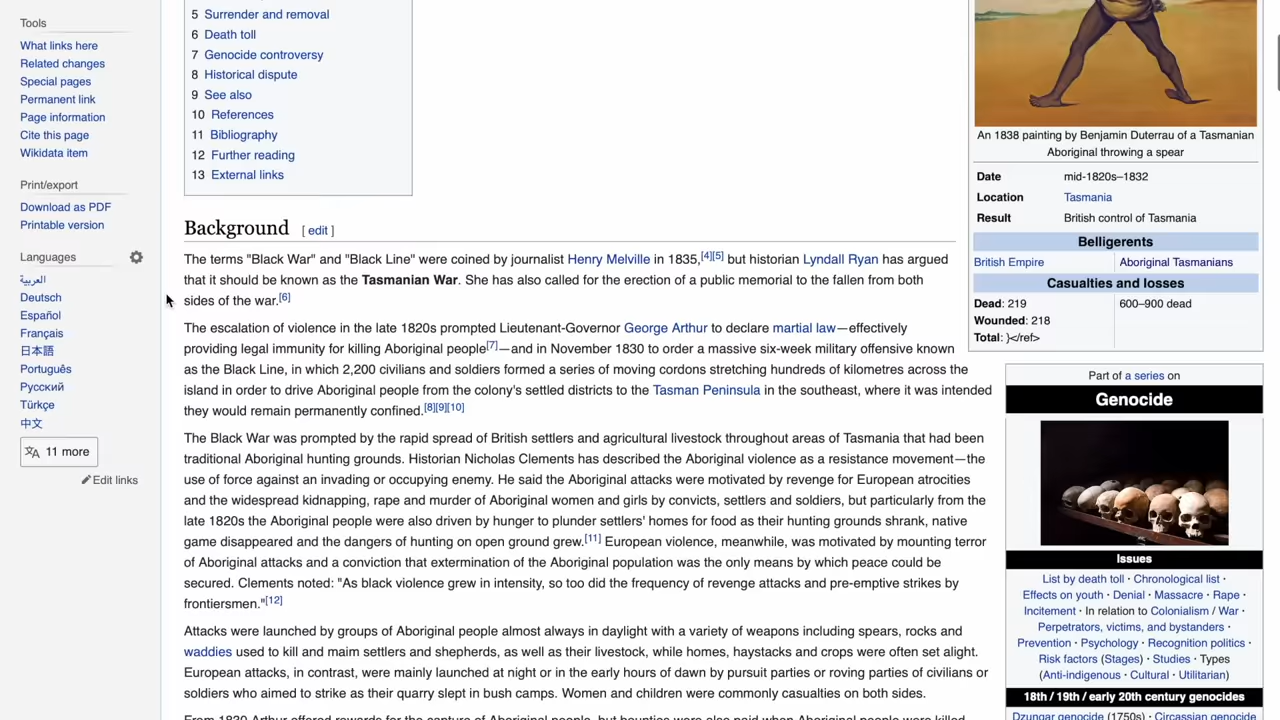 Tools
What links here
Related changes
Special pages
Permanent link
Page information
Cite this page
Wikidata item
Print/export
Download as PDF
Printable version
Languages
العربية
Deutsch
Español
Français
日本語
Português
Русский
Türkçe
中文
11 more
Edit links
5 Surrender and removal
6 Death toll
7 Genocide controversy
8 Historical dispute
9 See also
10 References
11 Bibliography
12 Further reading
13 External links
Background [ edit ]
The terms "Black War" and "Black Line" were coined by journalist Henry Melville in 1835,[4][5] but historian Lyndall Ryan has argued
that it should be known as the Tasmanian War. She has also called for the erection of a public memorial to the fallen from both
sides of the war.[6]
The escalation of violence in the late 1820s prompted Lieutenant-Governor George Arthur to declare martial law—effectively
providing legal immunity for killing Aboriginal people[7]—and in November 1830 to order a massive six-week military offensive known
as the Black Line, in which 2,200 civilians and soldiers formed a series of moving cordons stretching hundreds of kilometres across the
island in order to drive Aboriginal people from the colony's settled districts to the Tasman Peninsula in the southeast, where it was intended
they would remain permanently confined.[8][9][10]
The Black War was prompted by the rapid spread of British settlers and agricultural livestock throughout areas of Tasmania that had been
traditional Aboriginal hunting grounds. Historian Nicholas Clements has described the Aboriginal violence as a resistance movement—the
use of force against an invading or occupying enemy. He said the Aboriginal attacks were motivated by revenge for European atrocities
and the widespread kidnapping, rape and murder of Aboriginal women and girls by convicts, settlers and soldiers, but particularly from the
late 1820s the Aboriginal people were also driven by hunger to plunder settlers' homes for food as their hunting grounds shrank, native
game disappeared and the dangers of hunting on open ground grew.[11] European violence, meanwhile, was motivated by mounting terror
of Aboriginal attacks and a conviction that extermination of the Aboriginal population was the only means by which peace could be
secured. Clements noted: "As black violence grew in intensity, so too did the frequency of revenge attacks and pre-emptive strikes by
frontiersmen."[12]
Attacks were launched by groups of Aboriginal people almost always in daylight with a variety of weapons including spears, rocks and
waddies used to kill and maim settlers and shepherds, as well as their livestock, while homes, haystacks and crops were often set alight.
European attacks, in contrast, were mainly launched at night or in the early hours of dawn by pursuit parties or roving parties of civilians or
soldiers who aimed to strike as their quarry slept in bush camps. Women and children were commonly casualties on both sides.
From 1830 Arthur offered rewards for the capture of Aboriginal people, but bounties were also paid when Aboriginal people were killed.
An 1838 painting by Benjamin Duterrau of a Tasmanian
Aboriginal throwing a spear
Date mid-1820s–1832
Location Tasmania
Result British control of Tasmania
Belligerents
British Empire Aboriginal Tasmanians
Casualties and losses
Dead: 219 600–900 dead
Wounded: 218
Total: }</ref>
Part of a series on
Genocide
Issues
List by death toll · Chronological list ·
Effects on youth · Denial · Massacre · Rape ·
Incitement · In relation to Colonialism / War ·
Perpetrators, victims, and bystanders ·
Prevention · Psychology · Recognition politics ·
Risk factors (Stages) · Studies · Types
(Anti-indigenous · Cultural · Utilitarian)
18th / 19th / early 20th century genocides
Dzungar genocide (1750s) · Circassian genocide